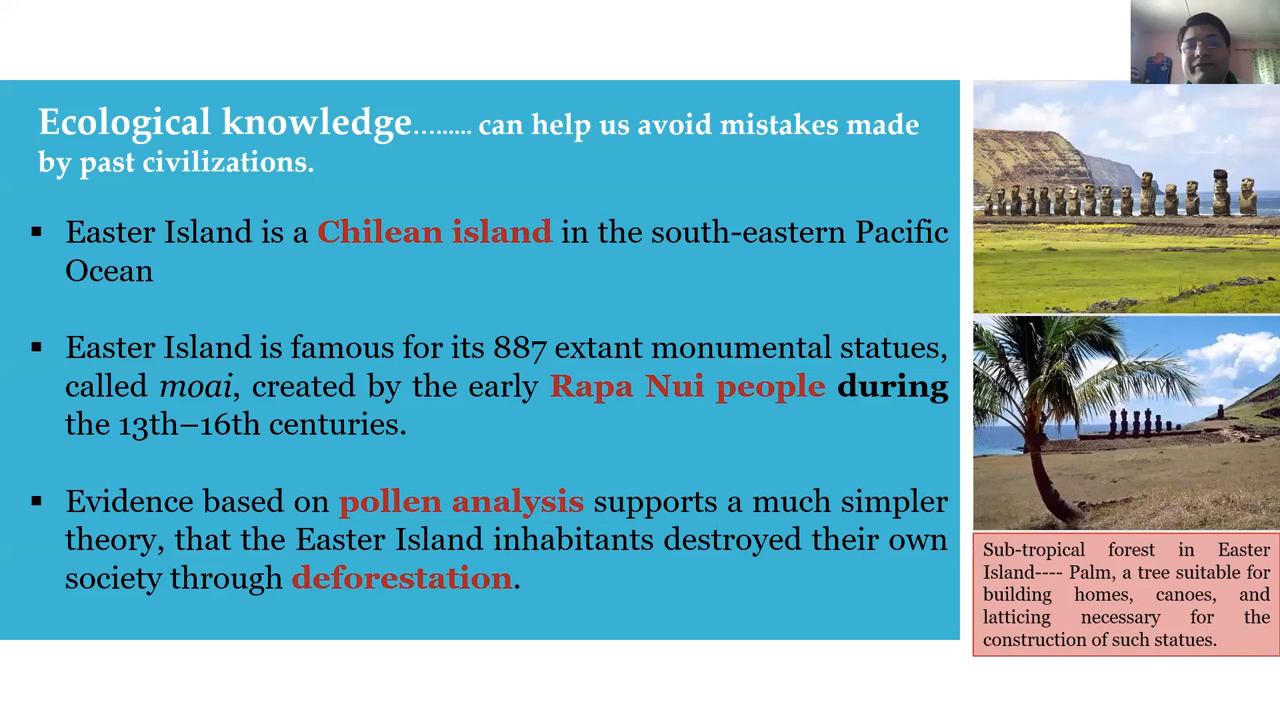 Ecological knowledge…...... can help us avoid mistakes made
by past civilizations.
▪ Easter Island is a Chilean island in the south-eastern Pacific
Ocean
▪ Easter Island is famous for its 887 extant monumental statues,
called moai, created by the early Rapa Nui people during
the 13th–16th centuries.
▪ Evidence based on pollen analysis supports a much simpler
theory, that the Easter Island inhabitants destroyed their own
society through deforestation.
Sub-tropical forest in Easter
Island---- Palm, a tree suitable for
building homes, canoes, and
latticing necessary for the
construction of such statues.